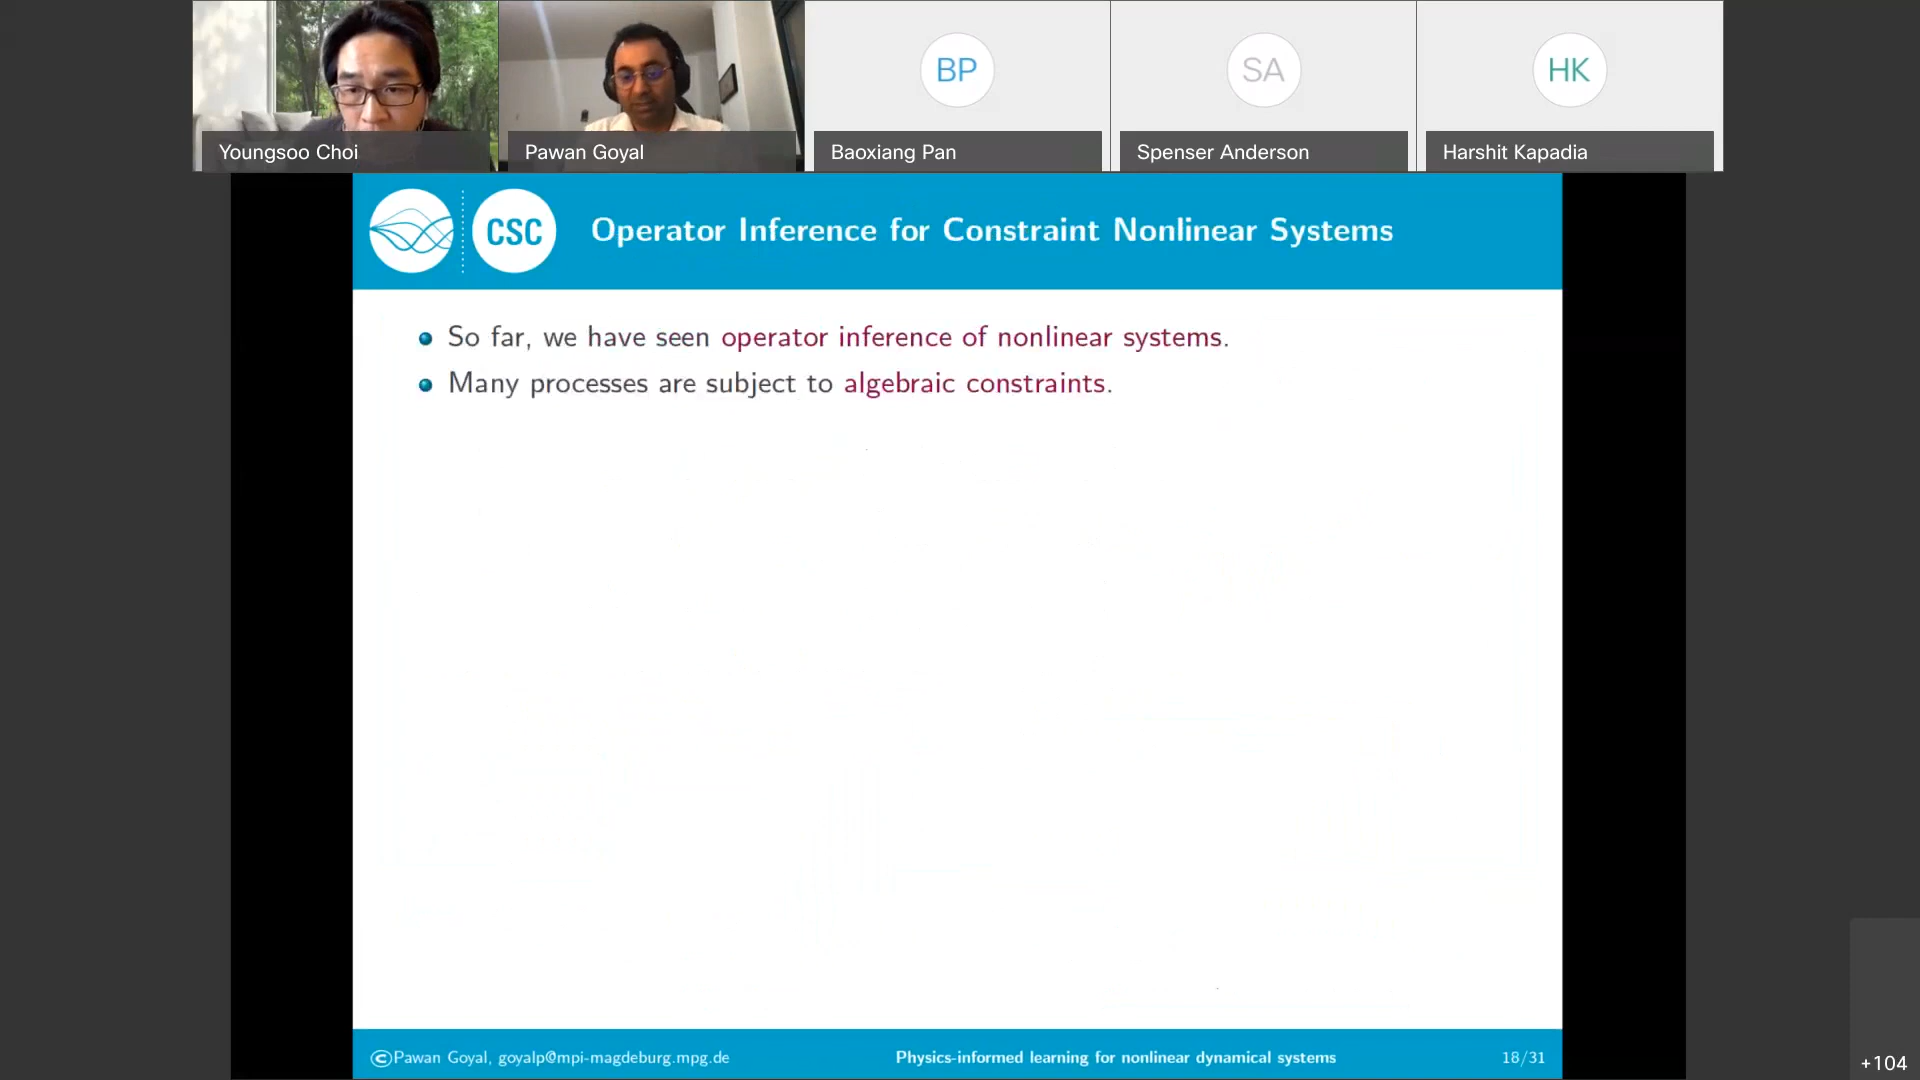 BP
SA
HK
Youngsoo Choi
Pawan Goyal
Baoxiang Pan
Spenser Anderson
Harshit Kapadia
CSC
Operator Inference for Constraint Nonlinear Systems
So far, we have seen operator inference of nonlinear systems.
Many processes are subject to algebraic constraints.
©Pawan Goyal, goyalp@mpi-magdeburg.mpg.de
Physics-informed learning for nonlinear dynamical systems
18/31
+104